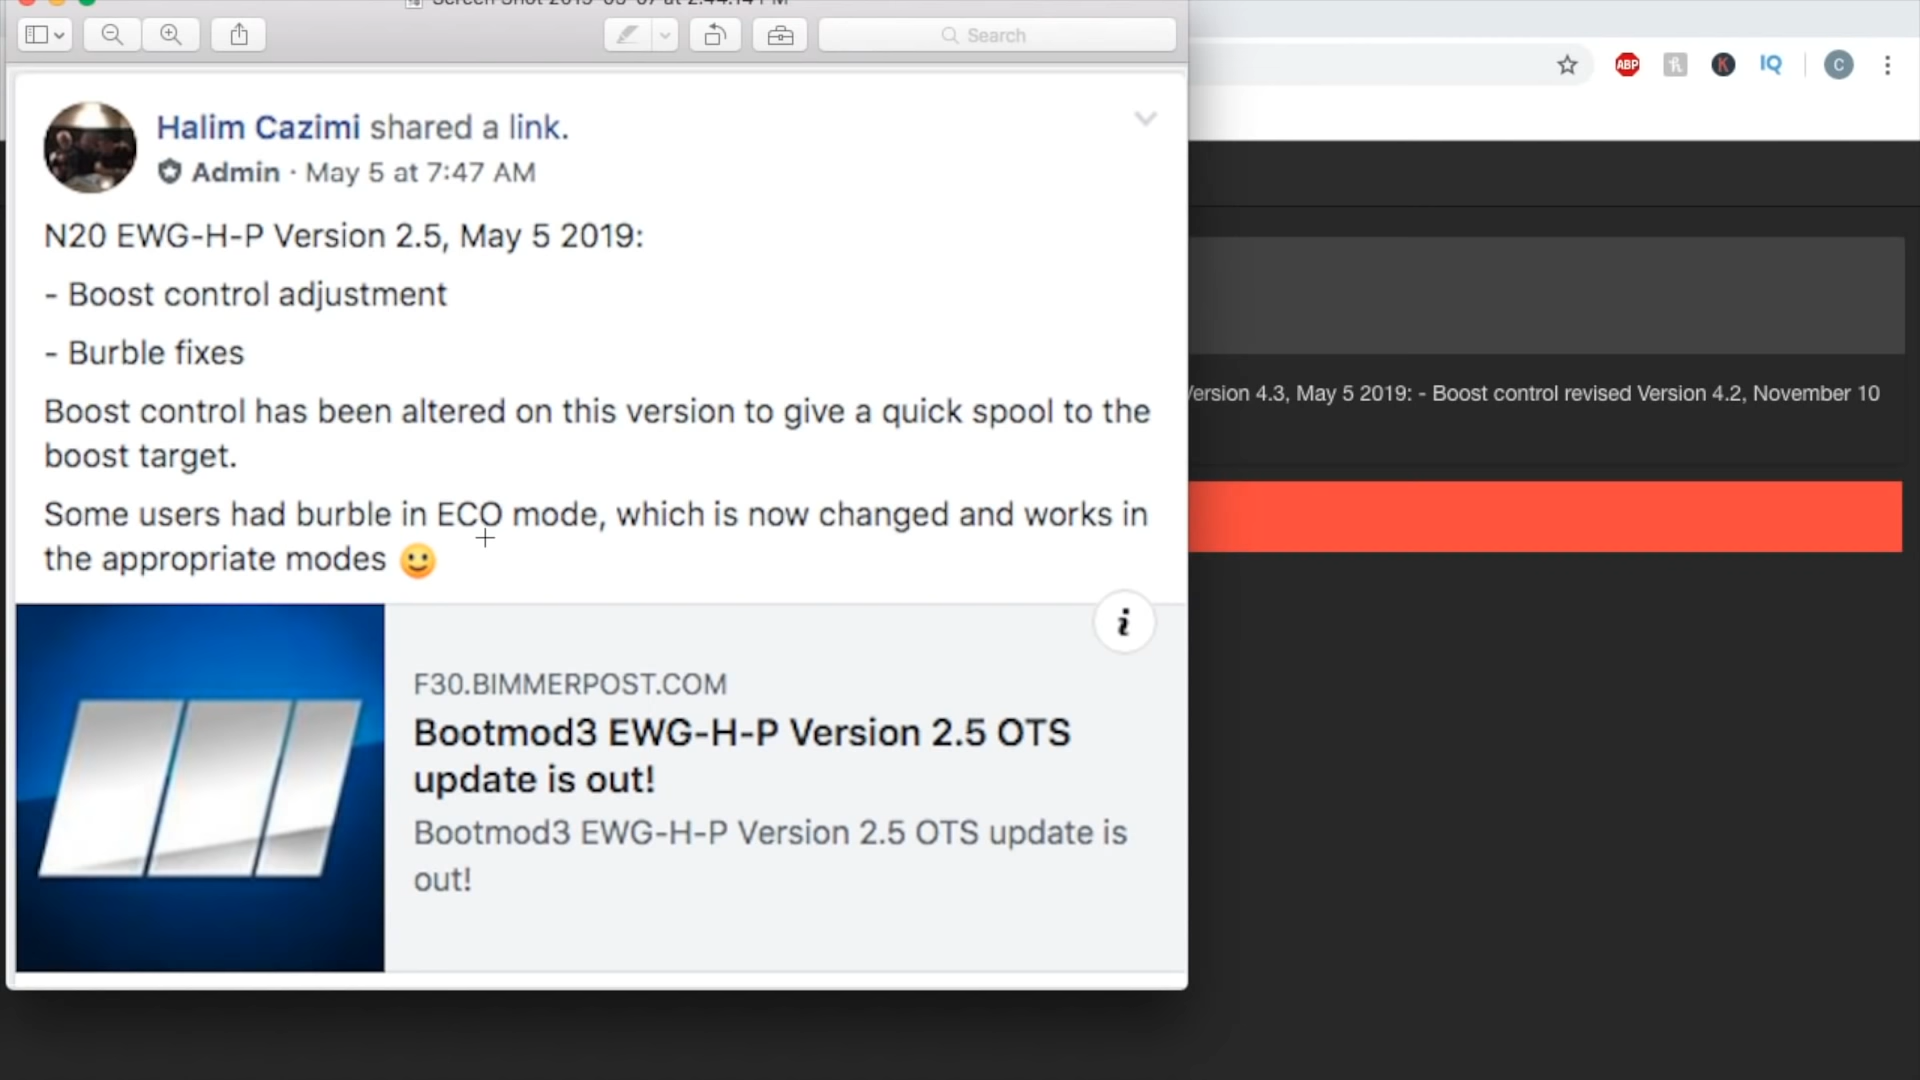 Search
ABP
K
IQ
C
Halim Cazimi shared a link.
Admin · May 5 at 7:47 AM
N20 EWG-H-P Version 2.5, May 5 2019:
- Boost control adjustment
- Burble fixes
Boost control has been altered on this version to give a quick spool to the
boost target.
Some users had burble in ECO mode, which is now changed and works in
the appropriate modes 🙂
i
F30.BIMMERPOST.COM
Bootmod3 EWG-H-P Version 2.5 OTS
update is out!
Bootmod3 EWG-H-P Version 2.5 OTS update is
out!
Version 4.3, May 5 2019: - Boost control revised Version 4.2, November 10